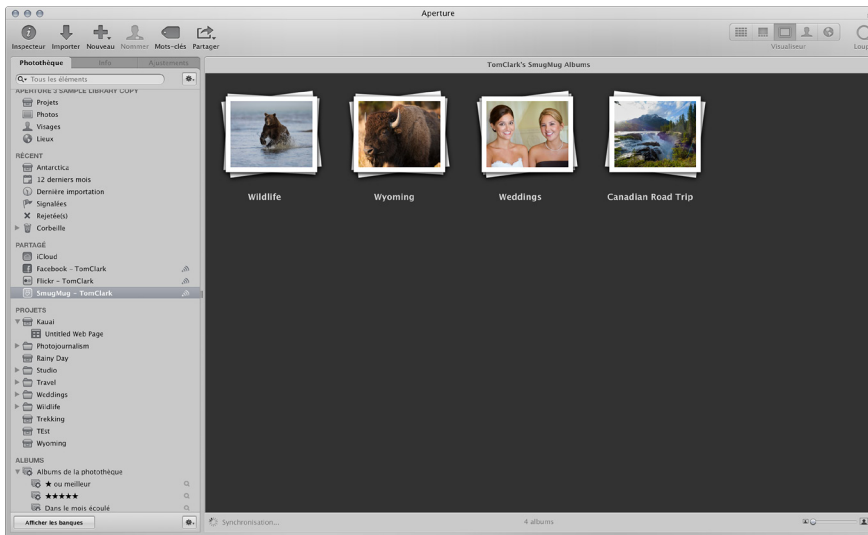 Aperture
Inspecteur Importer Nouveau Nommer Mots-clés Partager
Visualiseur
Photothèque Info Ajustements
TomClark's SmugMug Albums
Tous les éléments
APERTURE 3 SAMPLE LIBRARY COPY
Projets
Photos
Visages
Lieux
RÉCENT
Antarctica
12 derniers mois
Dernière importation
Signalées
Rejetée(s)
Corbeille
PARTAGÉ
iCloud
Facebook – TomClark
Flickr – TomClark
SmugMug – TomClark
PROJETS
Kauai
Untitled Web Page
Photojournalism
Rainy Day
Studio
Travel
Weddings
Wildlife
Trekking
TEst
Wyoming
ALBUMS
Albums de la photothèque
★ ou meilleur
★★★★★
Dans le mois écoulé
Afficher les banques
Wildlife
Wyoming
Weddings
Canadian Road Trip
Synchronisation...
4 albums